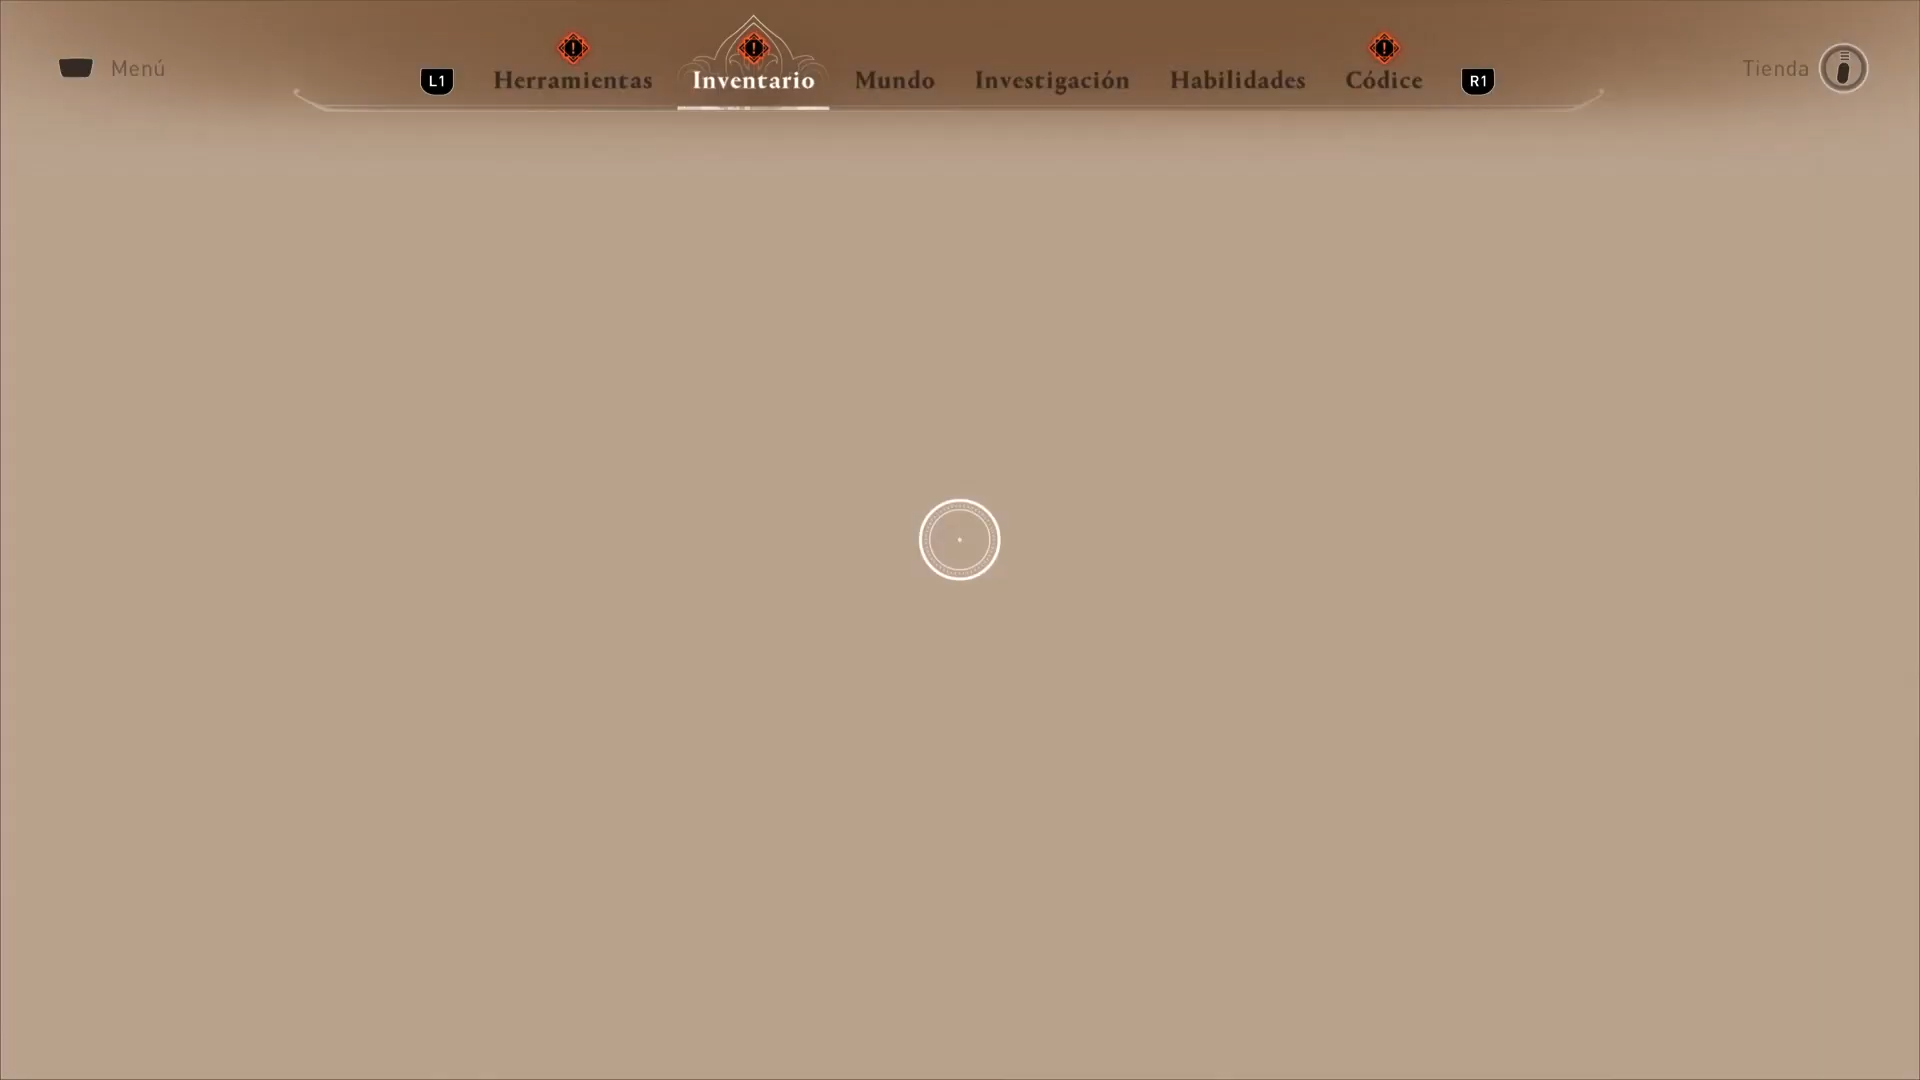 Menú
L1
Herramientas
Inventario
Mundo
Investigación
Habilidades
Códice
R1
Tienda